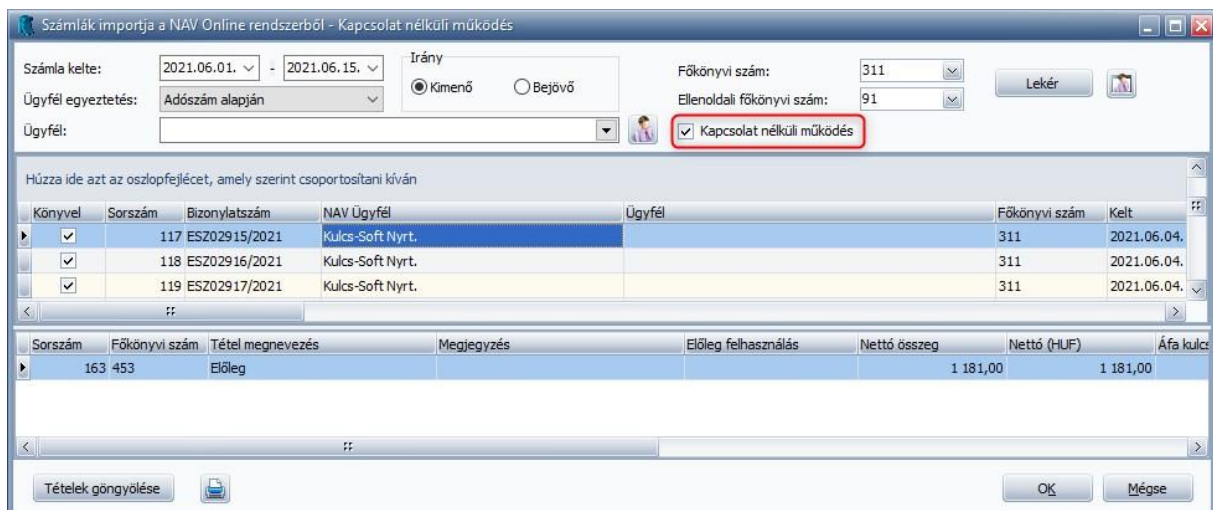 Számlák importja a NAV Online rendszerből - Kapcsolat nélküli működés
Számla kelte: 2021.06.01. - 2021.06.15.
Irány
Kimenő Bejövő
Főkönyvi szám: 311
Lekér
Ügyfél egyeztetés: Adószám alapján
Ellenoldali főkönyvi szám: 91
Ügyfél:
Kapcsolat nélküli működés
Húzza ide azt az oszlopfejlécet, amely szerint csoportosítani kíván
Könyvel Sorszám Bizonylatszám NAV Ügyfél Ügyfél Főkönyvi szám Kelt
117 ESZ02915/2021 Kulcs-Soft Nyrt. 311 2021.06.04.
118 ESZ02916/2021 Kulcs-Soft Nyrt. 311 2021.06.04.
119 ESZ02917/2021 Kulcs-Soft Nyrt. 311 2021.06.04.
Sorszám Főkönyvi szám Tétel megnevezés Megjegyzés Előleg felhasználás Nettó összeg Nettó (HUF) Áfa kulcs
163 453 Előleg 1 181,00 1 181,00
Tételek göngyölése OK Mégse